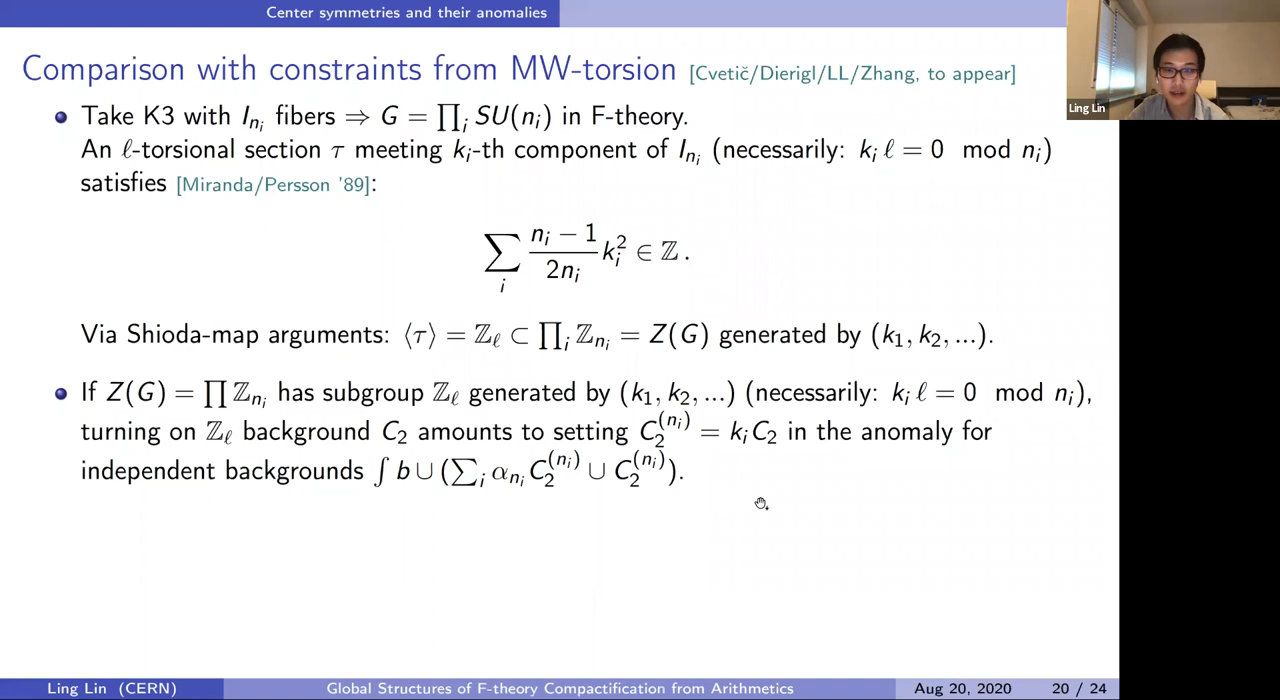 Center symmetries and their anomalies
Comparison with constraints from MW-torsion [Cvetič/Dierigl/LL/Zhang, to appear]
Take K3 with I_{n_i} fibers ⇒ G = ∏_i SU(n_i) in F-theory.
An ℓ-torsional section τ meeting k_i-th component of I_{n_i} (necessarily: k_i ℓ = 0 mod n_i)
satisfies [Miranda/Persson '89]:
∑_i (n_i − 1)/(2n_i) k_i^2 ∈ ℤ.
Via Shioda-map arguments: ⟨τ⟩ = ℤ_ℓ ⊂ ∏_i ℤ_{n_i} = Z(G) generated by (k_1, k_2, ...).
If Z(G) = ∏ ℤ_{n_i} has subgroup ℤ_ℓ generated by (k_1, k_2, ...) (necessarily: k_i ℓ = 0 mod n_i),
turning on ℤ_ℓ background C_2 amounts to setting C_2^{(n_i)} = k_i C_2 in the anomaly for
independent backgrounds ∫ b ∪ (∑_i α_{n_i} C_2^{(n_i)} ∪ C_2^{(n_i)}).
Ling Lin
Ling Lin (CERN)
Global Structures of F-theory Compactification from Arithmetics
Aug 20, 2020
20 / 24